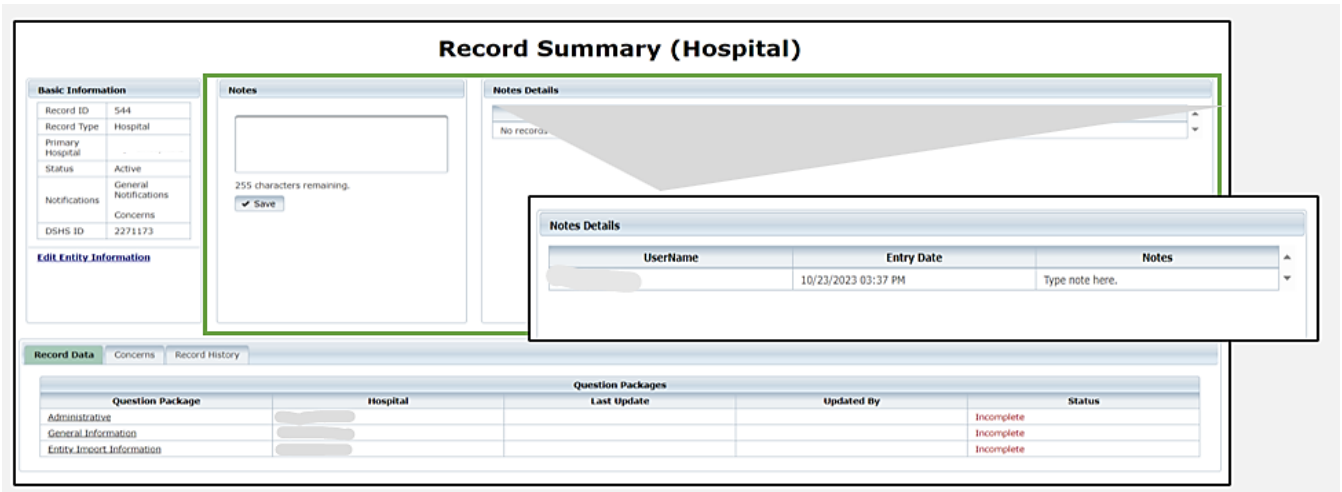 Record Summary (Hospital)
Basic Information
Record ID 544
Record Type Hospital
Primary Hospital
Status Active
Notifications General Notifications
Concerns
DSHS ID 2271173
Edit Entity Information
Notes
255 characters remaining.
Save
Notes Details
No records
Notes Details
UserName Entry Date Notes
10/23/2023 03:37 PM Type note here.
Record Data Concerns Record History
Question Packages
Question Package Hospital Last Update Updated By Status
Administrative Incomplete
General Information Incomplete
Entity Import Information Incomplete